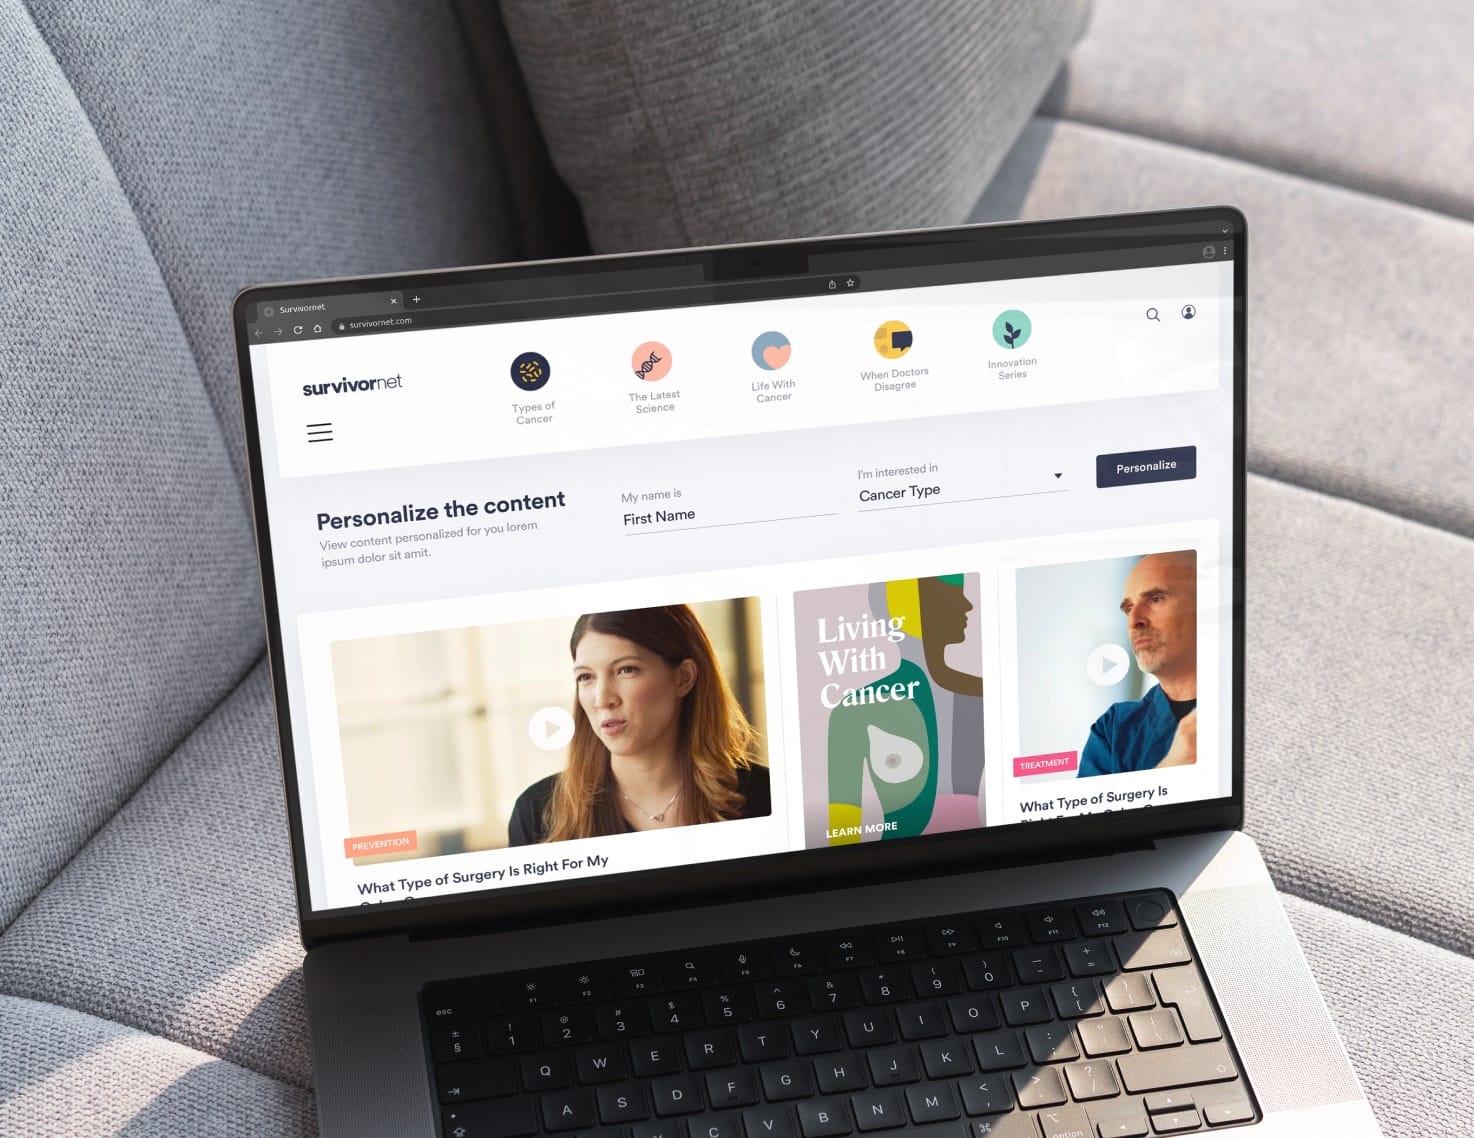 Survivornet
survivornet.com
survivornet
Types of
Cancer
The Latest
Science
Life With
Cancer
When Doctors
Disagree
Innovation
Series
Personalize the content
View content personalized for you lorem
ipsum dolor sit amit.
My name is
First Name
I'm interested in
Cancer Type
Personalize
PREVENTION
What Type of Surgery Is Right For My
Living
With
Cancer
LEARN MORE
TREATMENT
What Type of Surgery Is
esc
F1
F2
F3
F4
F5
F6
F7
F8
F9
F10
F11
F12
± ! @ # $ % ^ & * ( ) — +
§ 1 2 3 4 5 6 7 8 9 0 - =
Q W E R T Y U I O P { }
[ ]
A S D F G H J K L : "
; '
C V B N M < > ?
, . /
option